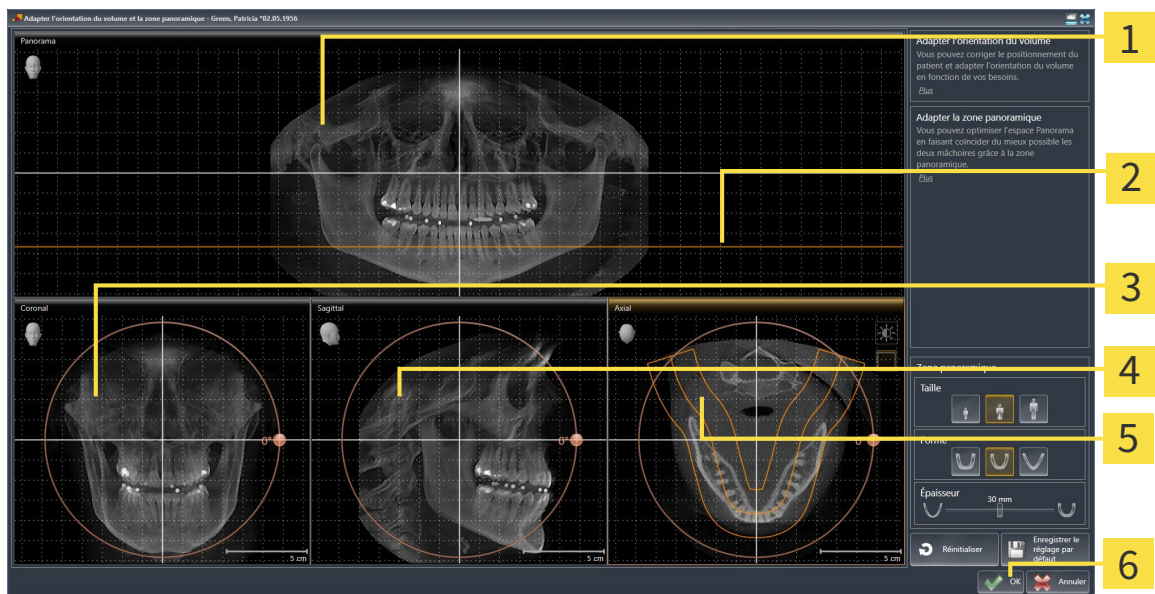 Adapter l'orientation du volume et la zone panoramique - Green, Patricia *02.05.1956
Panorama
Adapter l'orientation du volume
Vous pouvez corriger le positionnement du
patient et adapter l'orientation du volume
en fonction de vos besoins.
Plus
Adapter la zone panoramique
Vous pouvez optimiser l'espace Panorama
en faisant coïncider du mieux possible les
deux mâchoires grâce à la zone
panoramique.
Plus
1
2
3
4
5
6
Coronal
0°
5 cm
Sagittal
0°
5 cm
Axial
0°
5 cm
Zone panoramique
Taille
Forme
Épaisseur
30 mm
Réinitialiser
Enregistrer le
réglage par
défaut
OK
Annuler